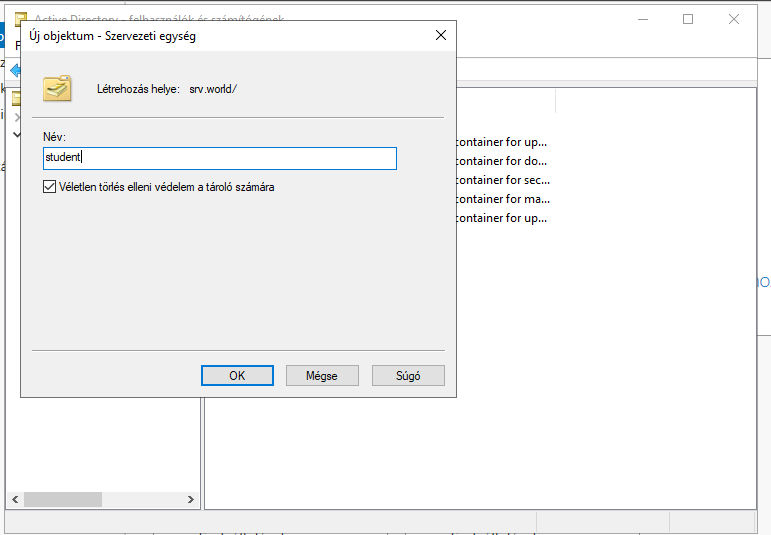 Active Directory - felhasználók és számítógépek
Új objektum - Szervezeti egység
Létrehozás helye: srv.world/
Név:
student
Véletlen törlés elleni védelem a tároló számára
OK
Mégse
Súgó
container for up...
container for do...
container for sec...
container for ma...
container for up...